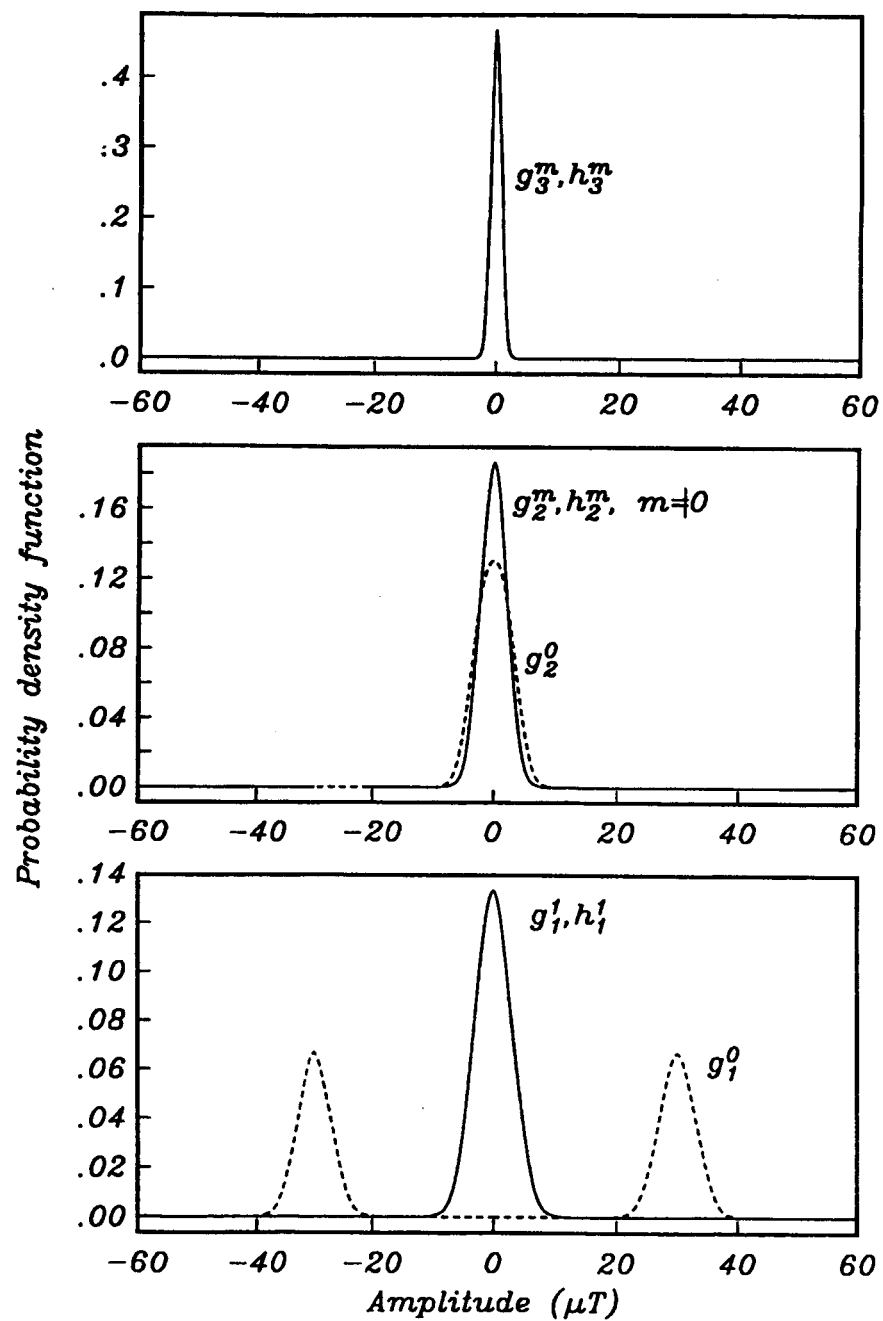 Probability density function
.4
.3
.2
.1
.0
−60 −40 −20 0 20 40 60
g₃ᵐ, h₃ᵐ
.16
.12
.08
.04
.00
−60 −40 −20 0 20 40 60
g₂ᵐ, h₂ᵐ, m≠0
g₂⁰
.14
.12
.10
.08
.06
.04
.02
.00
−60 −40 −20 0 20 40 60
g₁¹, h₁¹
g₁⁰
Amplitude (μT)